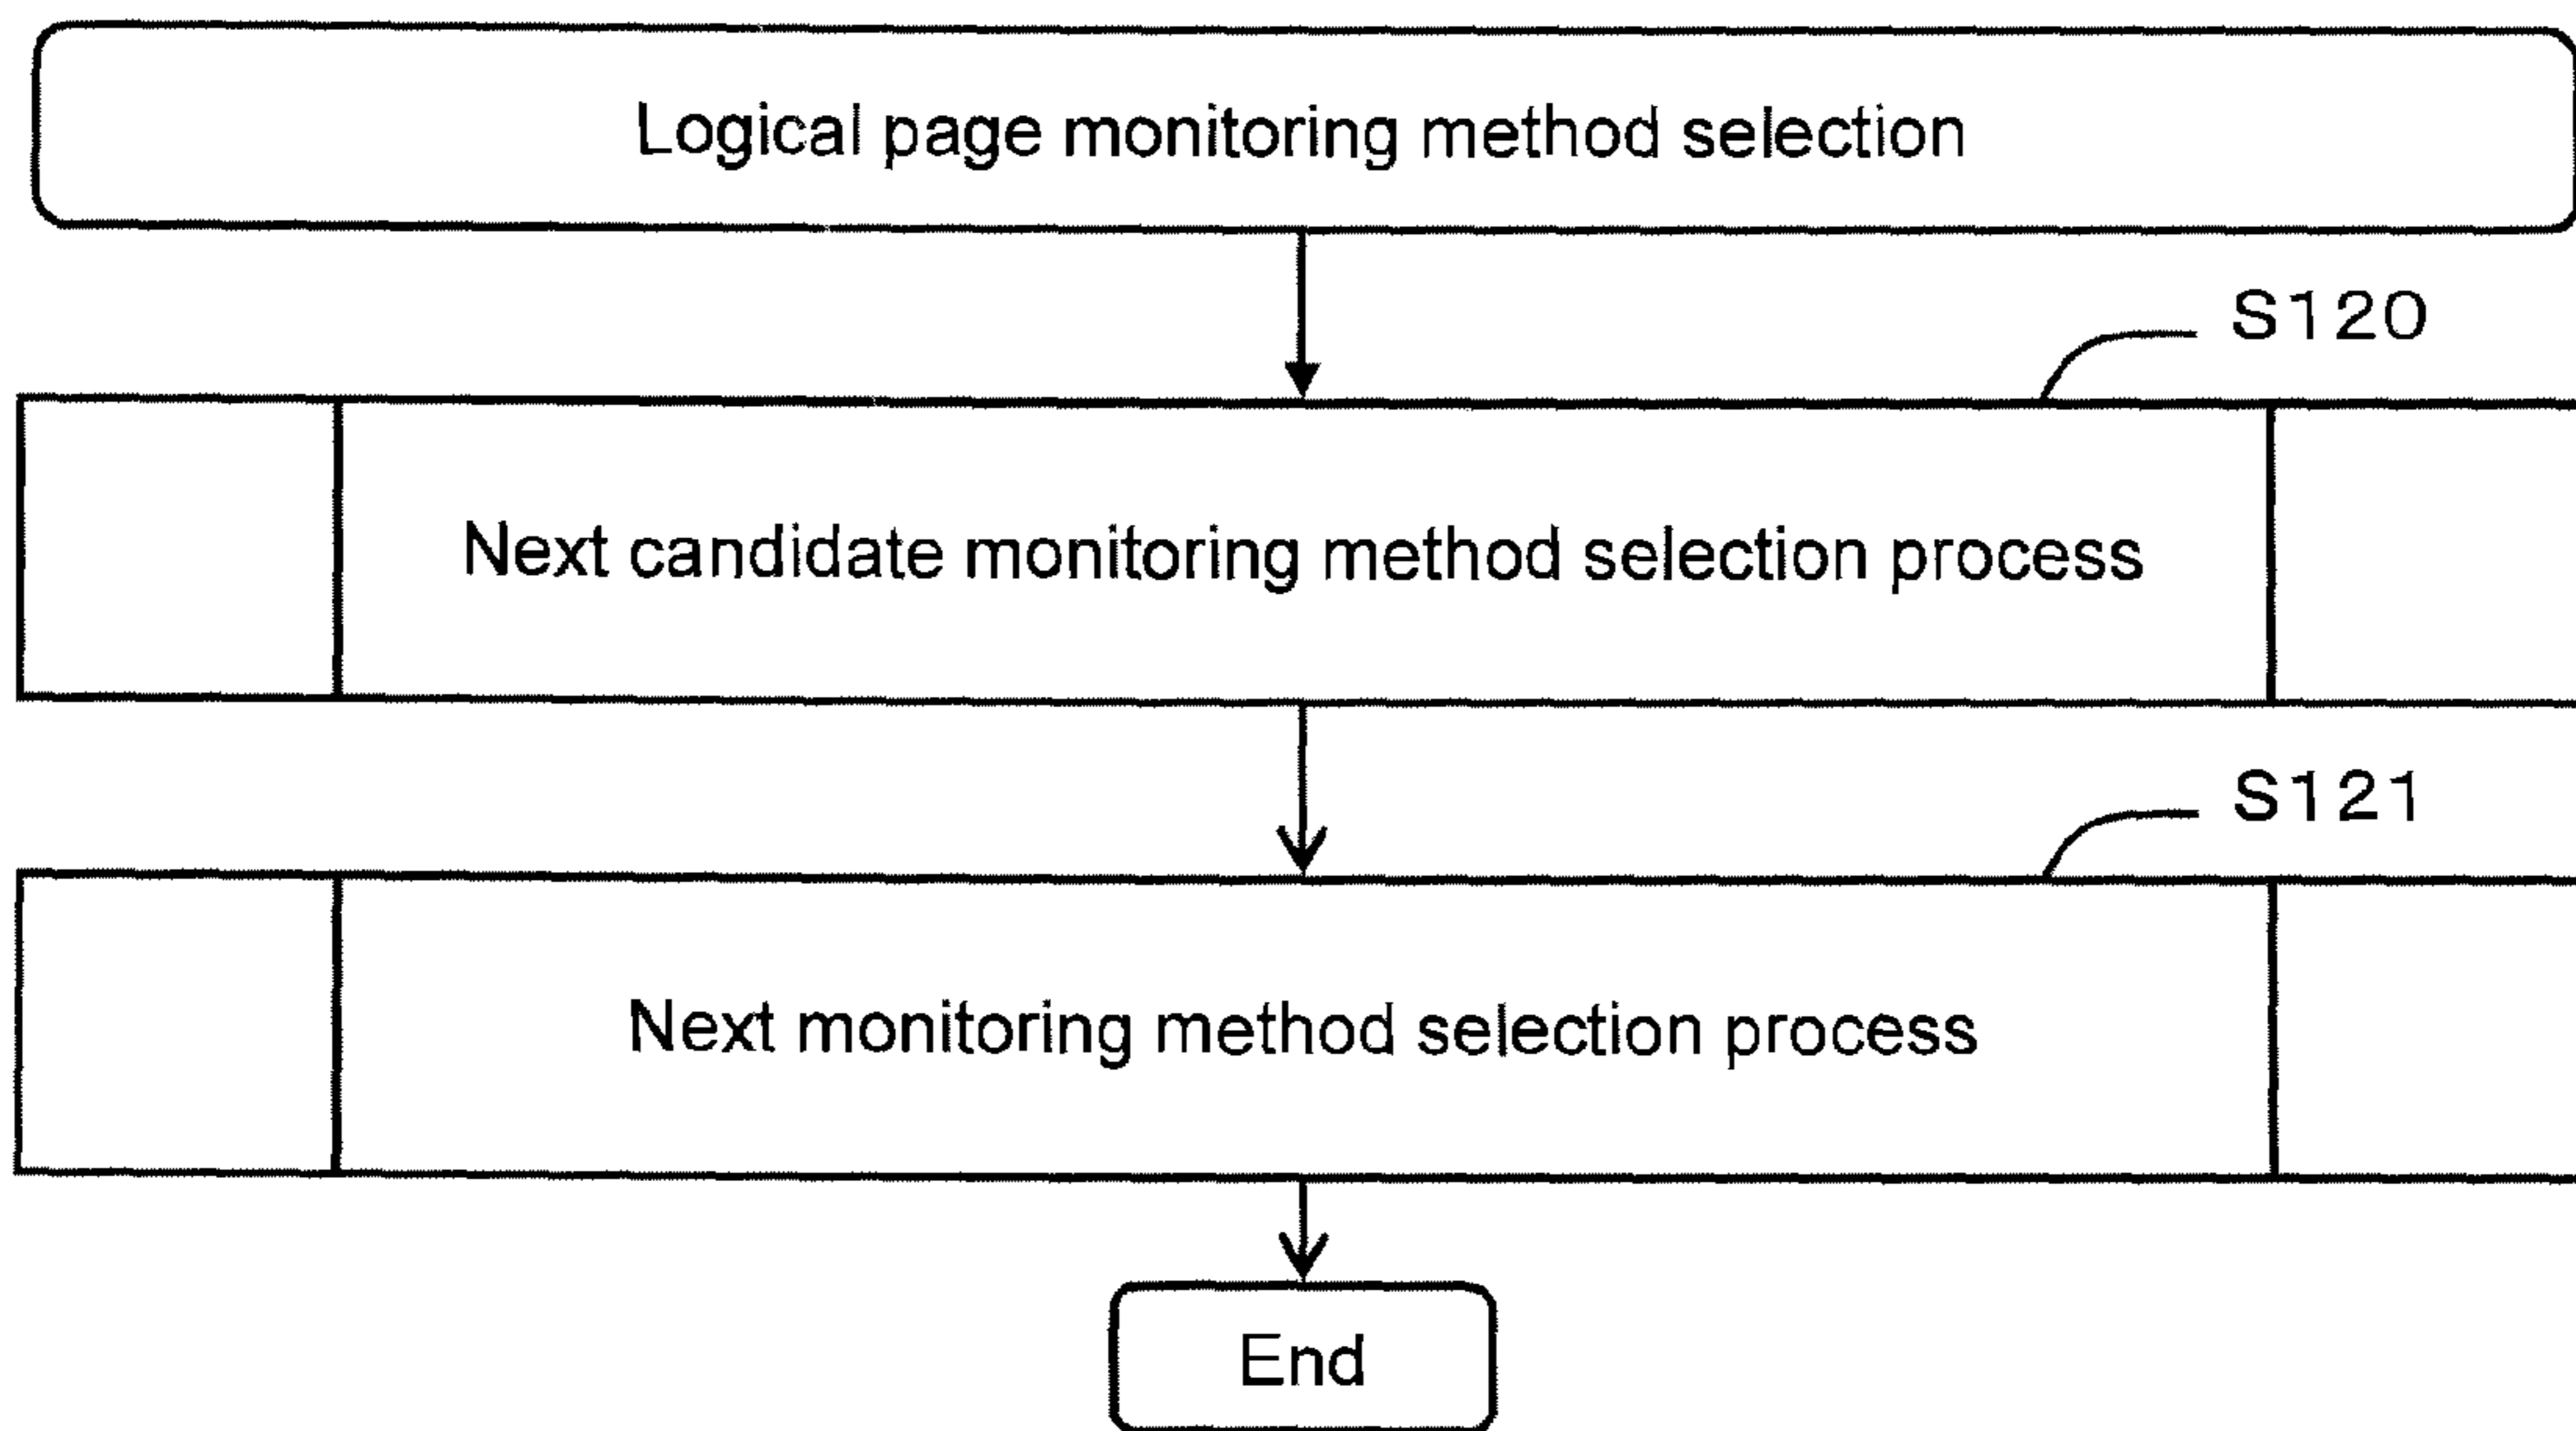 Logical page monitoring method selection
S120
Next candidate monitoring method selection process
S121
Next monitoring method selection process
End